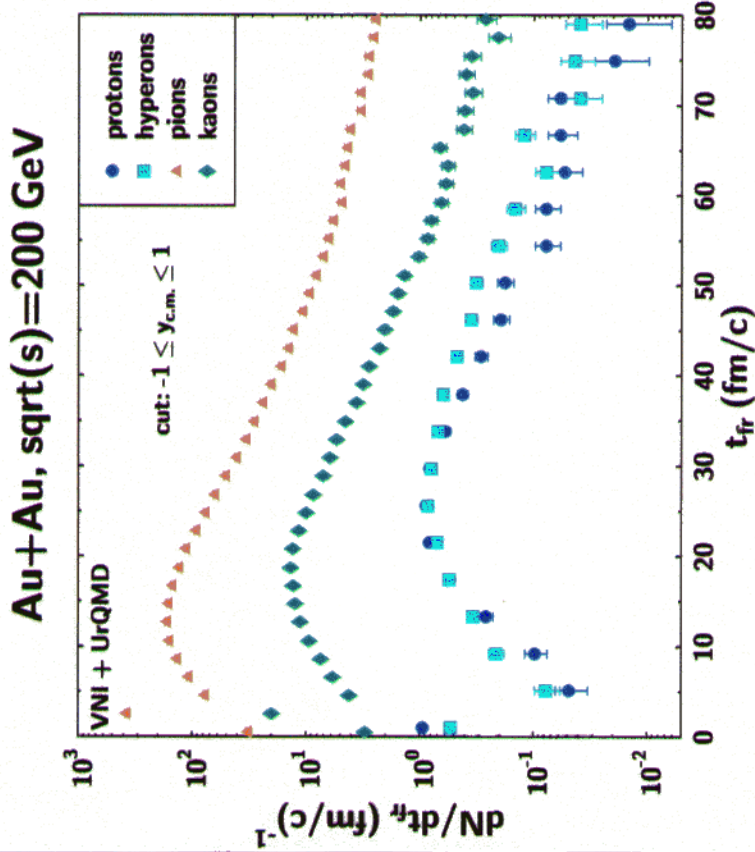 Au+Au, sqrt(s)=200 GeV
VNI + UrQMD
cut: -1 ≤ y_c.m. ≤ 1
protons
hyperons
pions
kaons
dN/dt_fr (fm/c)^-1
10^3
10^2
10^1
10^0
10^-1
10^-2
0 10 20 30 40 50 60 70 80
t_fr (fm/c)